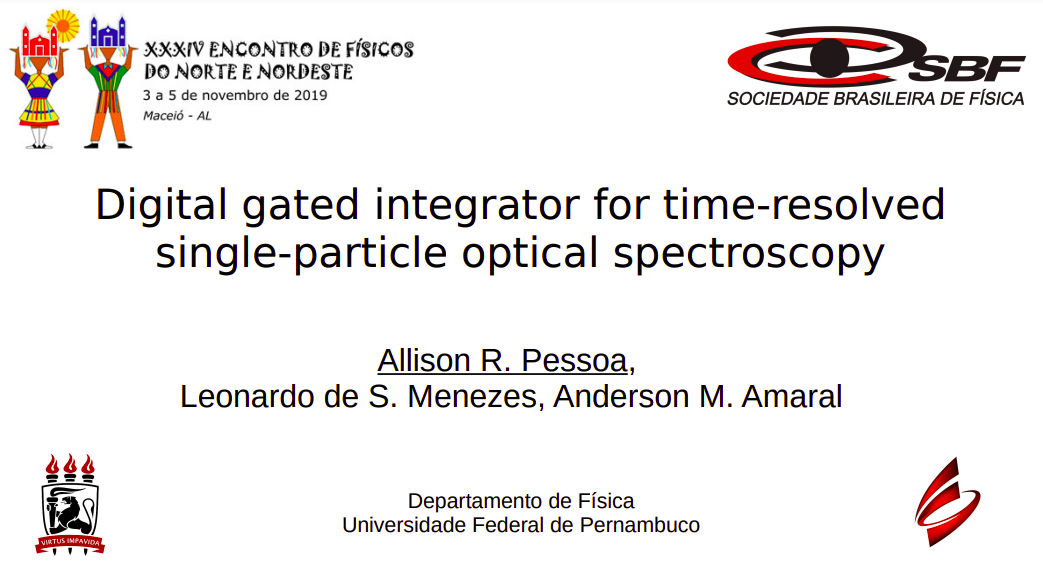 XXXIV ENCONTRO DE FÍSICOS
DO NORTE E NORDESTE
3 a 5 de novembro de 2019
Maceió - AL
SBF
SOCIEDADE BRASILEIRA DE FÍSICA
Digital gated integrator for time-resolved
single-particle optical spectroscopy
Allison R. Pessoa,
Leonardo de S. Menezes, Anderson M. Amaral
VIRTUS IMPAVIDA
Departamento de Física
Universidade Federal de Pernambuco